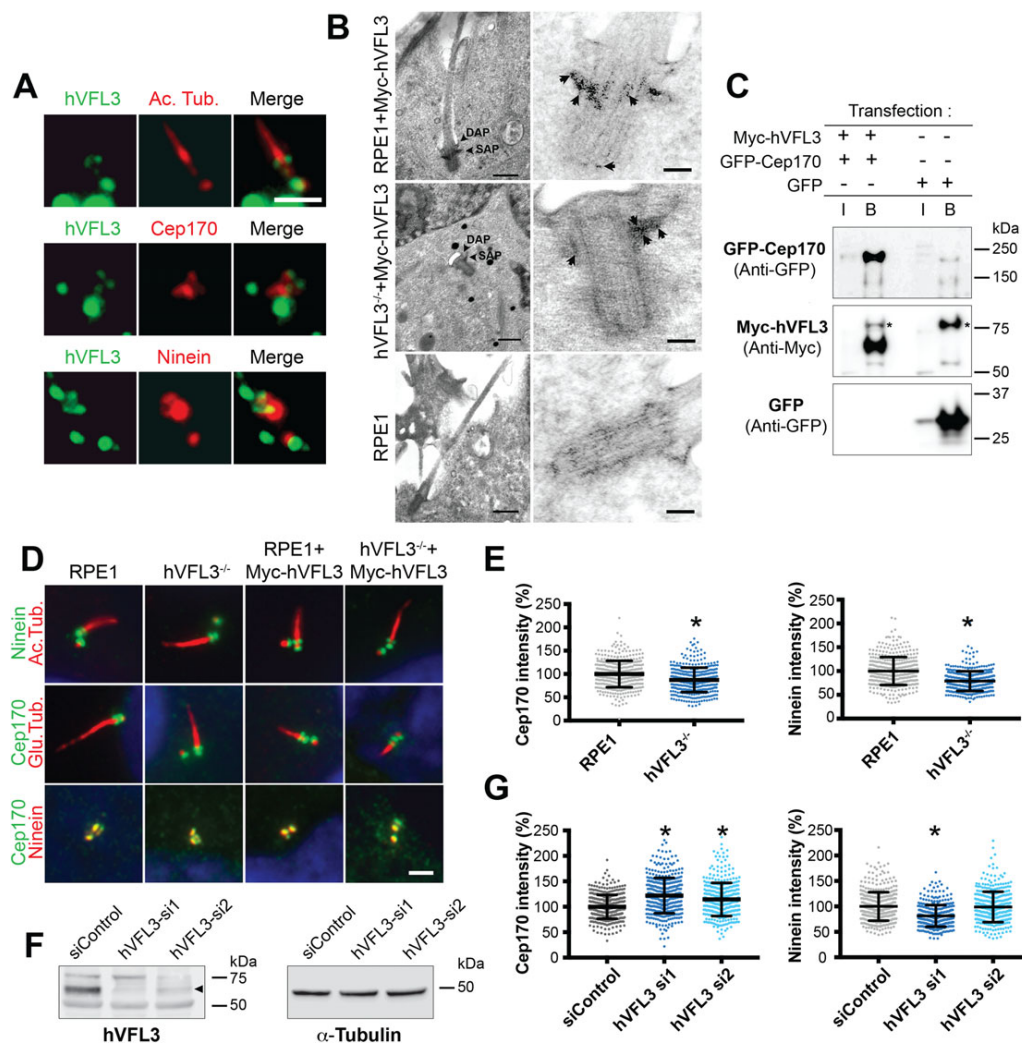 A
hVFL3 Ac. Tub. Merge
hVFL3 Cep170 Merge
hVFL3 Ninein Merge
B
RPE1+Myc-hVFL3
DAP
SAP
hVFL3-/-+Myc-hVFL3
DAP
SAP
RPE1
C
Transfection :
Myc-hVFL3 + + - -
GFP-Cep170 + + - -
GFP - - + +
I B I B
kDa
GFP-Cep170
(Anti-GFP)
250
150
Myc-hVFL3
(Anti-Myc)
* *
75
50
GFP
(Anti-GFP)
37
25
D
RPE1 hVFL3-/- RPE1+ Myc-hVFL3 hVFL3-/-+ Myc-hVFL3
Ninein
Ac.Tub.
Cep170
Glu.Tub.
Cep170
Ninein
E
Cep170 intensity (%)
250
200
150
100
50
0
*
RPE1
hVFL3-/-
Ninein intensity (%)
250
200
150
100
50
0
*
RPE1
hVFL3-/-
F
siControl
hVFL3-si1
hVFL3-si2
kDa
75
50
hVFL3
siControl
hVFL3-si1
hVFL3-si2
kDa
50
α-Tubulin
G
Cep170 intensity (%)
250
200
150
100
50
0
* *
siControl
hVFL3 si1
hVFL3 si2
Ninein intensity (%)
250
200
150
100
50
0
*
siControl
hVFL3 si1
hVFL3 si2